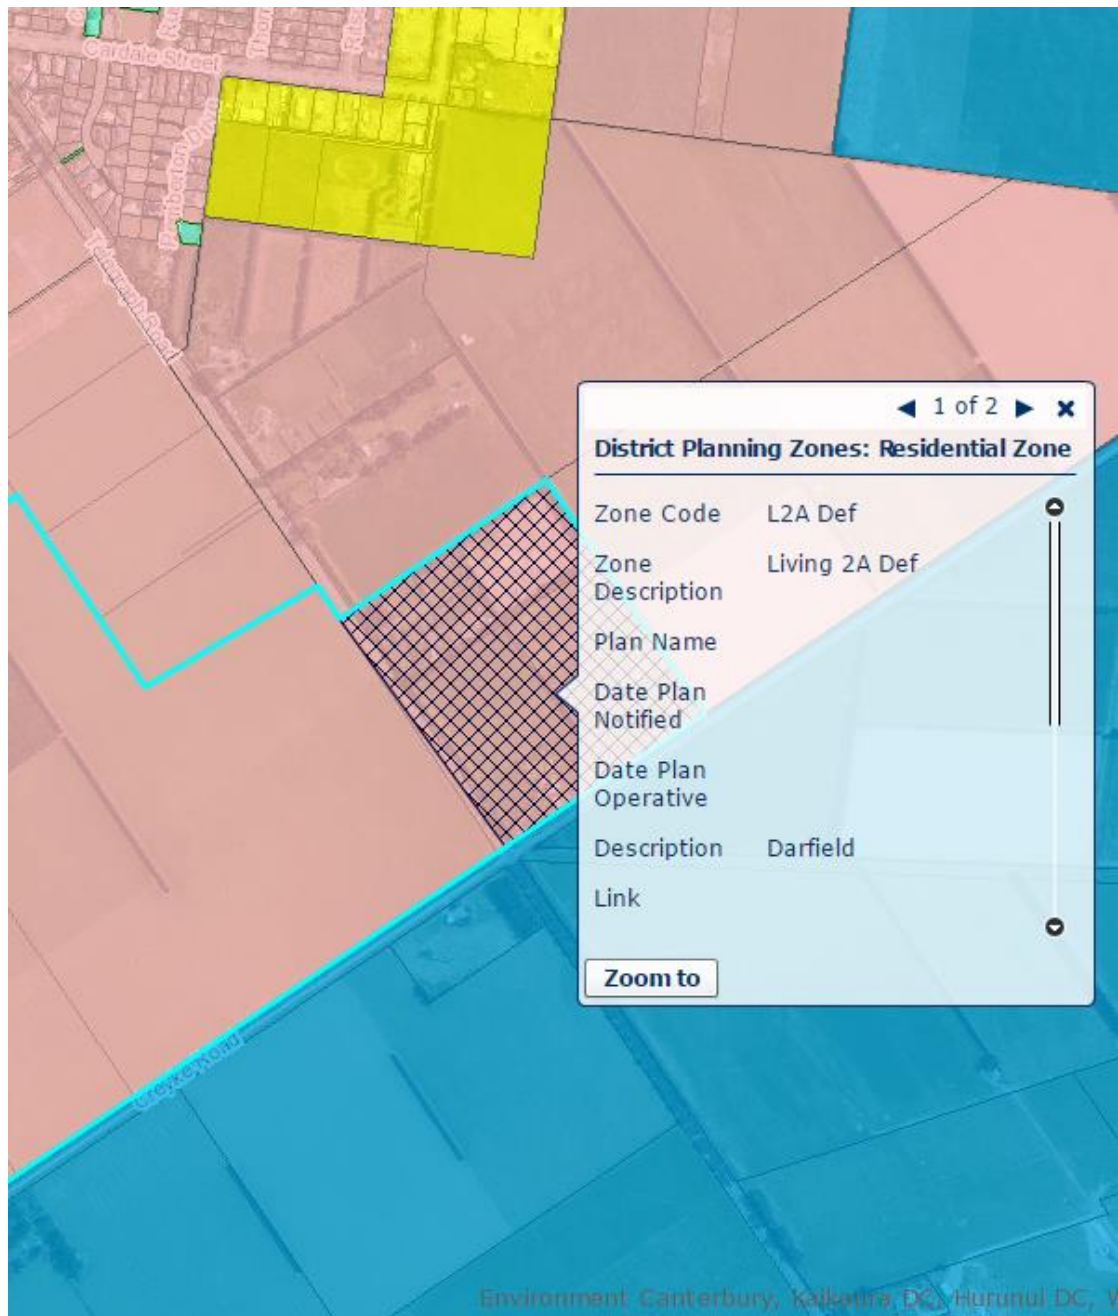 Cardale Street
Telegraph Road
1 of 2
District Planning Zones: Residential Zone
Zone Code L2A Def
Zone Living 2A Def
Description
Plan Name
Date Plan
Notified
Date Plan
Operative
Description Darfield
Link
Zoom to
Creyke Road
Environment Canterbury, Kaikoura DC, Hurunui DC,